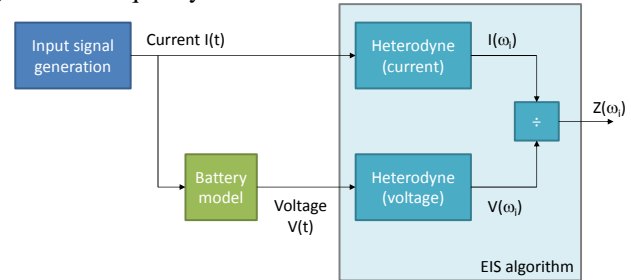 Input signal
generation
Current I(t)
Heterodyne
(current)
I(ωi)
÷
Z(ωi)
Battery
model
Voltage
V(t)
Heterodyne
(voltage)
V(ωi)
EIS algorithm